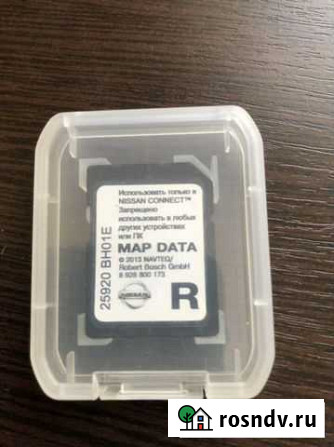 Использовать только в
NISSAN CONNECT™
Запрещено
использовать в любых
других устройствах
или ПК
MAP DATA
© 2013 NAVTEQ/
Robert Bosch GmbH
8 928 800 173
NISSAN
R
25920 BH01E
rosndv.ru